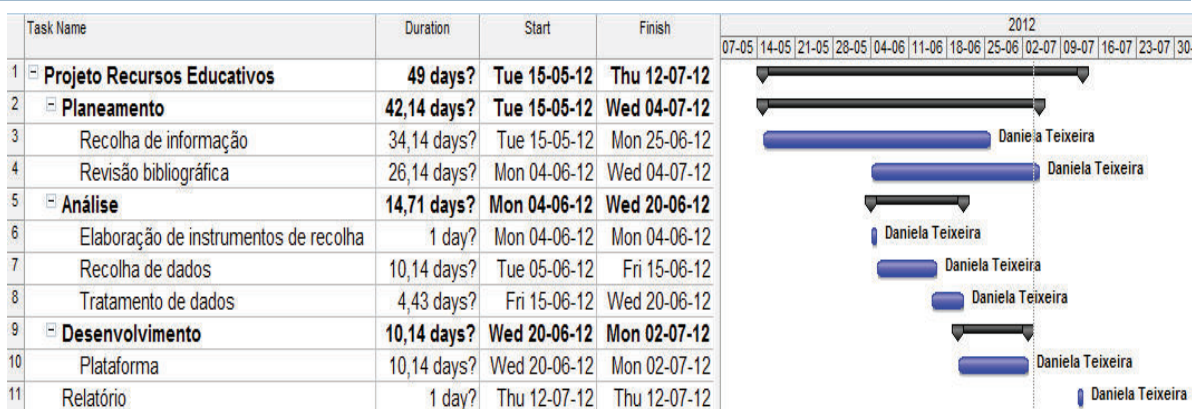 Task Name Duration Start Finish 2012
07-05 14-05 21-05 28-05 04-06 11-06 18-06 25-06 02-07 09-07 16-07 23-07 30-
1 Projeto Recursos Educativos 49 days? Tue 15-05-12 Thu 12-07-12
2 Planeamento 42,14 days? Tue 15-05-12 Wed 04-07-12
3 Recolha de informação 34,14 days? Tue 15-05-12 Mon 25-06-12 Daniela Teixeira
4 Revisão bibliográfica 26,14 days? Mon 04-06-12 Wed 04-07-12 Daniela Teixeira
5 Análise 14,71 days? Mon 04-06-12 Wed 20-06-12
6 Elaboração de instrumentos de recolha 1 day? Mon 04-06-12 Mon 04-06-12 Daniela Teixeira
7 Recolha de dados 10,14 days? Tue 05-06-12 Fri 15-06-12 Daniela Teixeira
8 Tratamento de dados 4,43 days? Fri 15-06-12 Wed 20-06-12 Daniela Teixeira
9 Desenvolvimento 10,14 days? Wed 20-06-12 Mon 02-07-12
10 Plataforma 10,14 days? Wed 20-06-12 Mon 02-07-12 Daniela Teixeira
11 Relatório 1 day? Thu 12-07-12 Thu 12-07-12 Daniela Teixeira